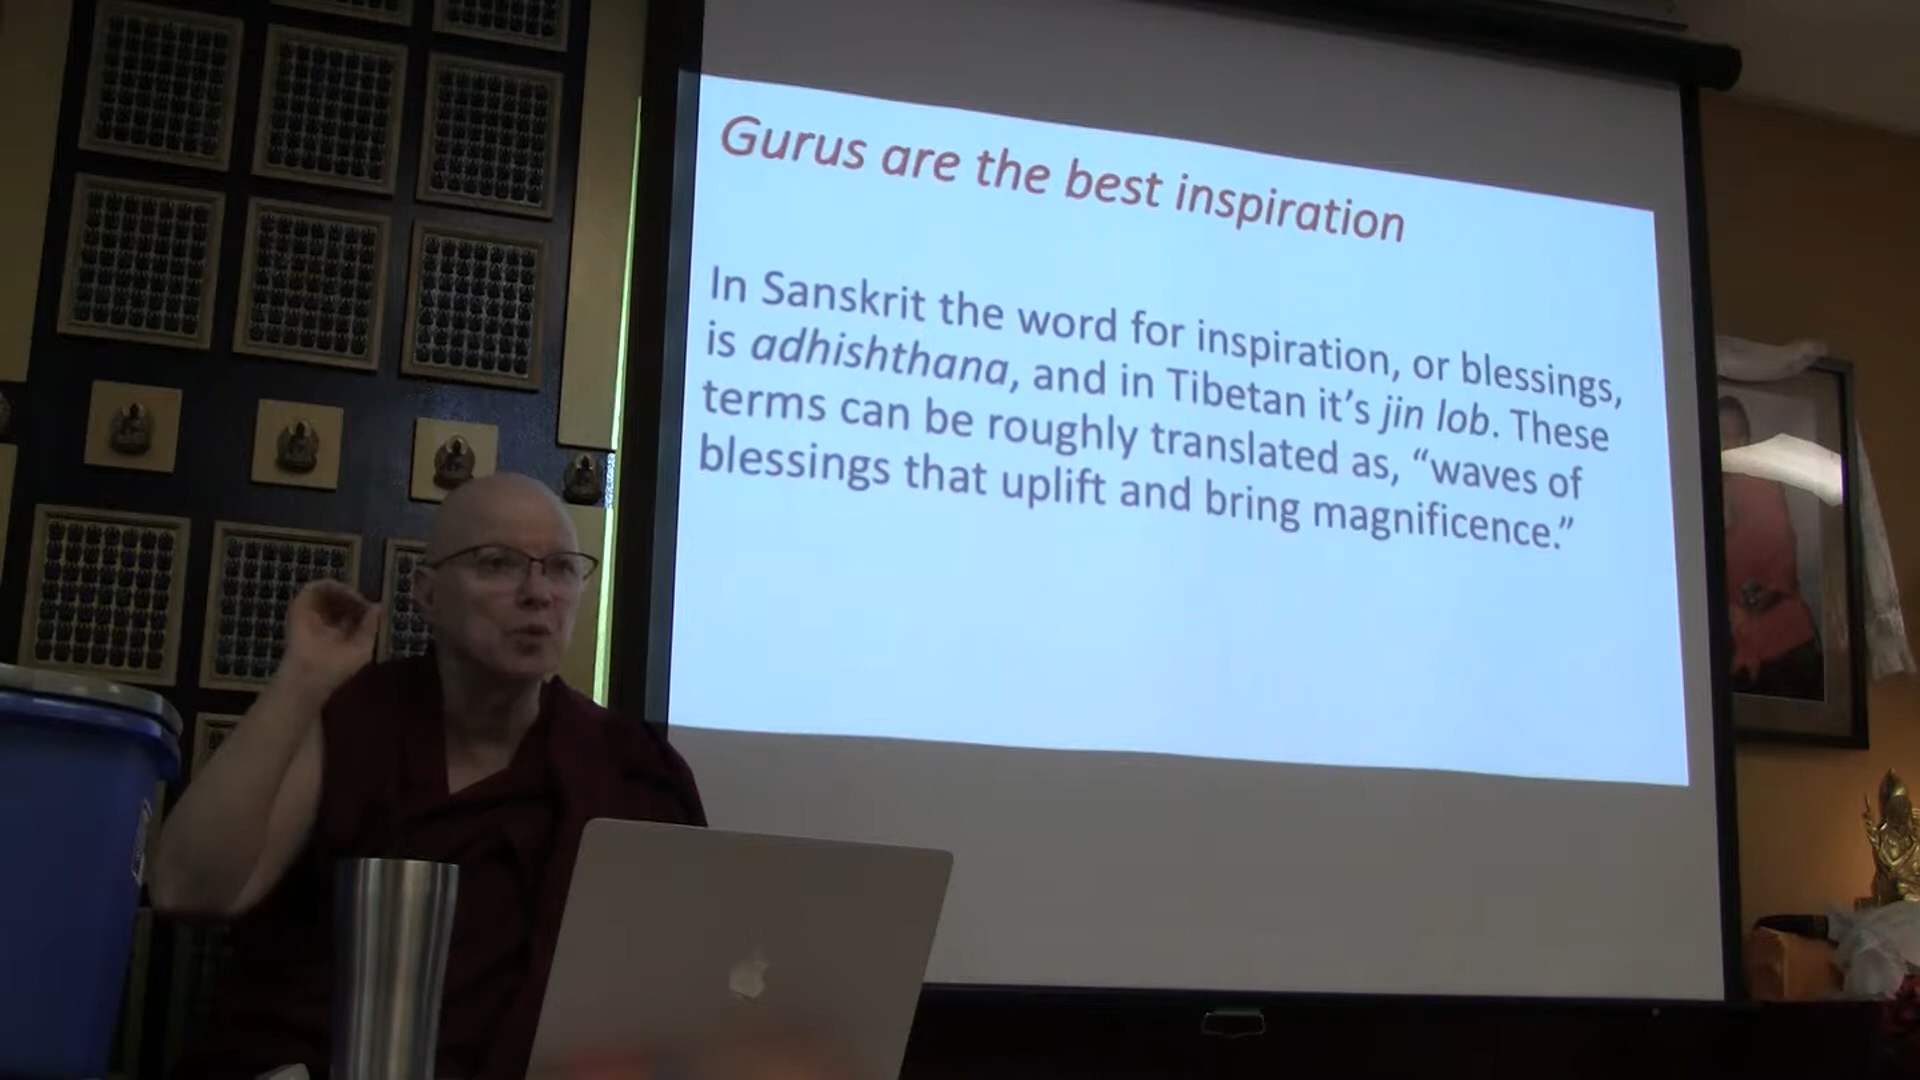 Gurus are the best inspiration
In Sanskrit the word for inspiration, or blessings,
is adhishthana, and in Tibetan it’s jin lob. These
terms can be roughly translated as, “waves of
blessings that uplift and bring magnificence.”